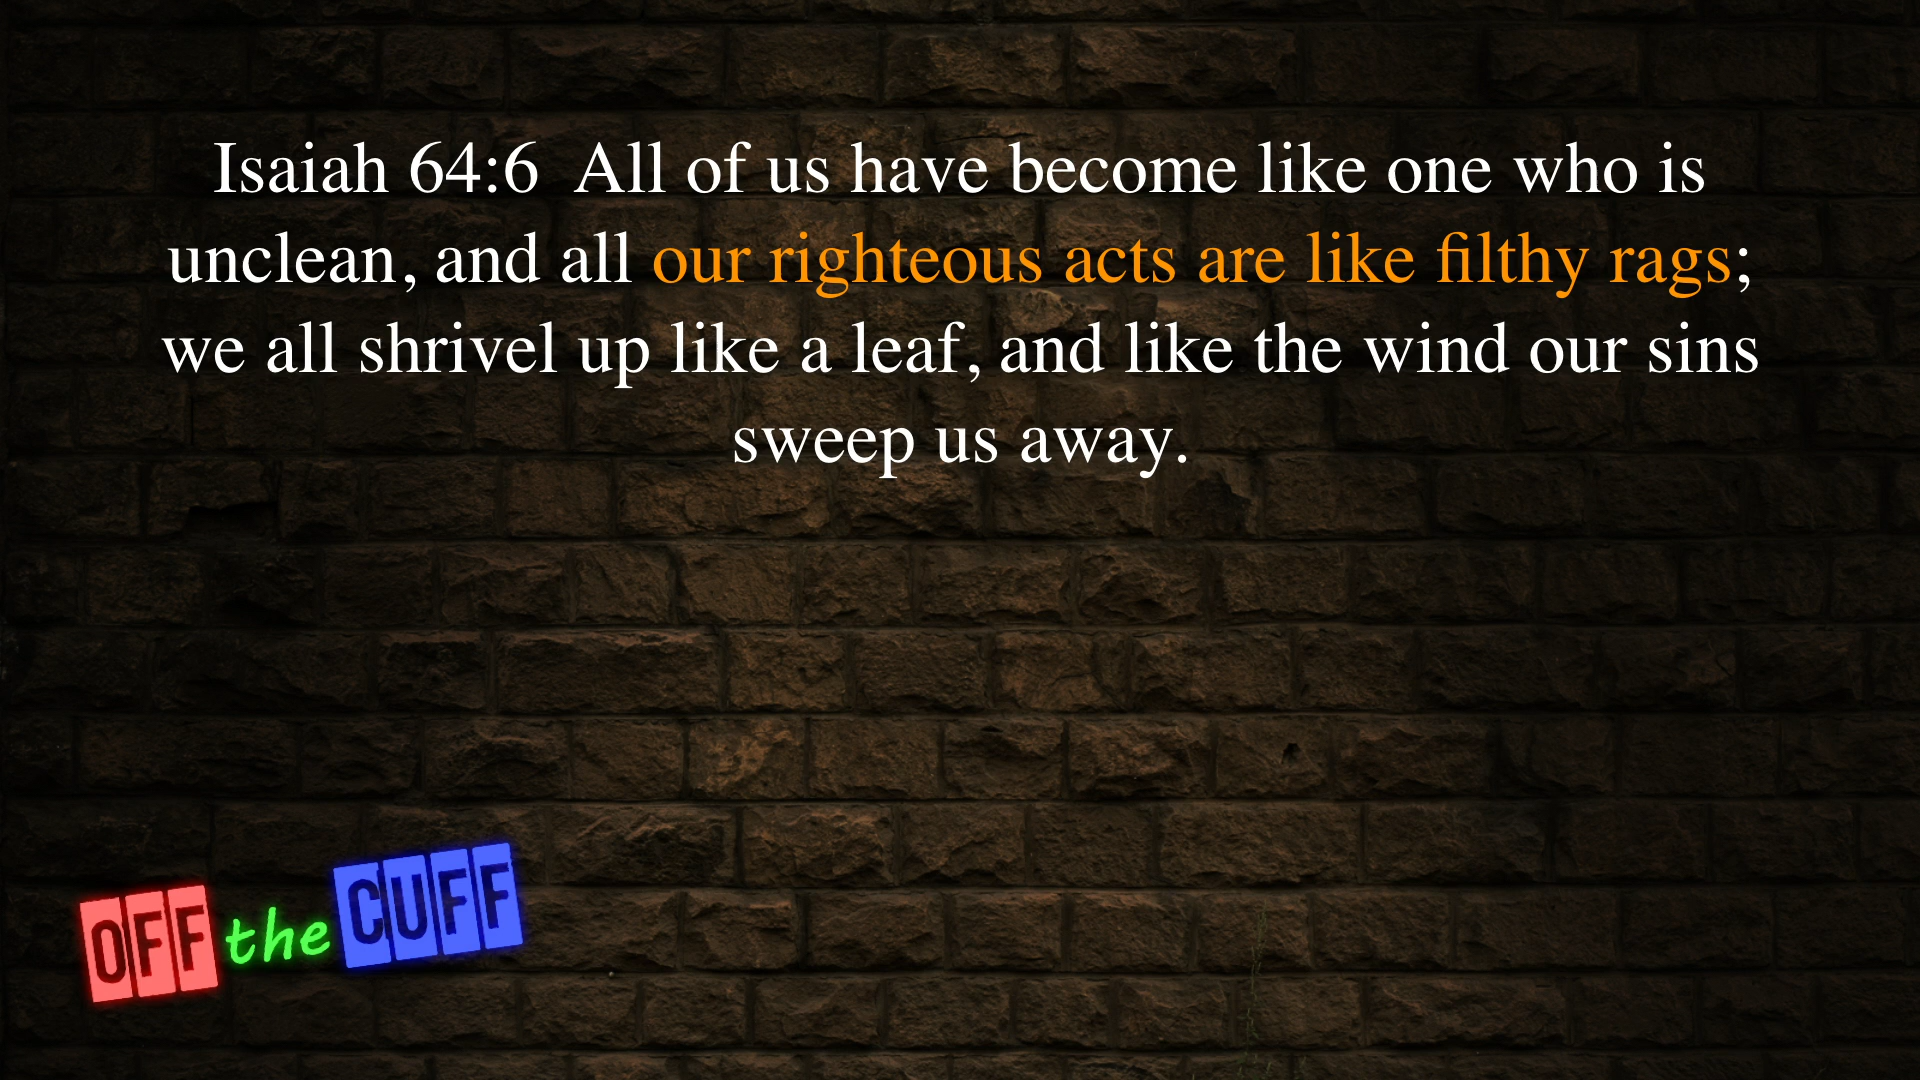 Isaiah 64:6  All of us have become like one who is
unclean, and all our righteous acts are like filthy rags;
we all shrivel up like a leaf, and like the wind our sins
sweep us away.
OFF the CUFF